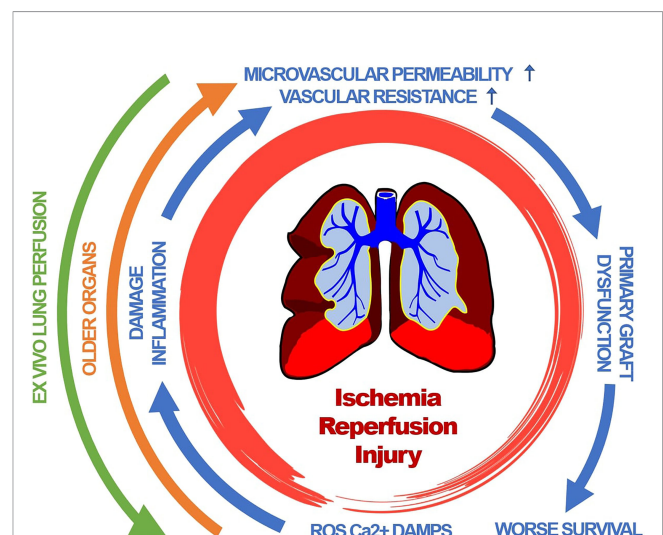 MICROVASCULAR PERMEABILITY ↑
VASCULAR RESISTANCE ↑
EX VIVO LUNG PERFUSION
OLDER ORGANS
DAMAGE
INFLAMMATION
PRIMARY GRAFT
DYSFUNCTION
Ischemia
Reperfusion
Injury
ROS Ca2+ DAMPS
WORSE SURVIVAL